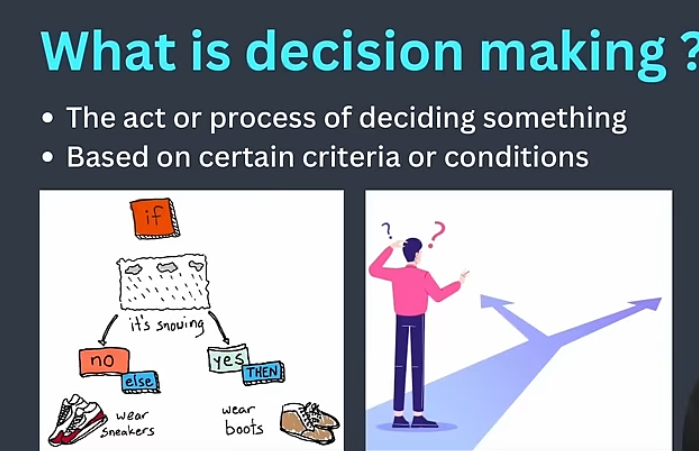 What is decision making ?
• The act or process of deciding something
• Based on certain criteria or conditions
if
it's snowing
no
else
yes
THEN
wear
sneakers
wear
boots
? ?